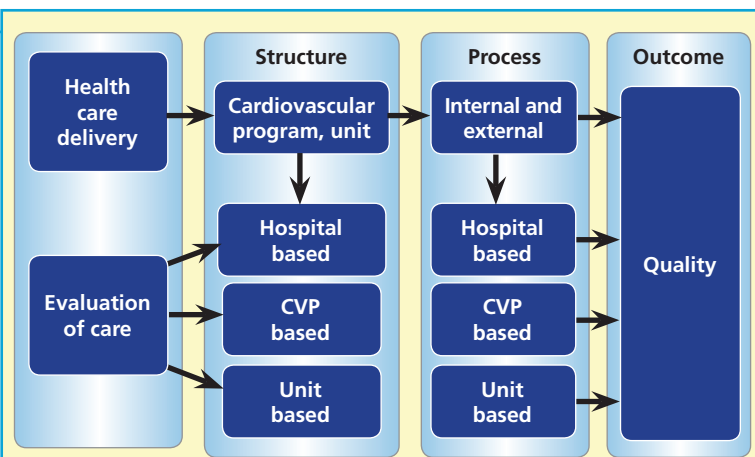 Structure
Process
Outcome
Health
care
delivery
Cardiovascular
program, unit
Internal and
external
Hospital
based
Hospital
based
Quality
Evaluation
of care
CVP
based
CVP
based
Unit
based
Unit
based